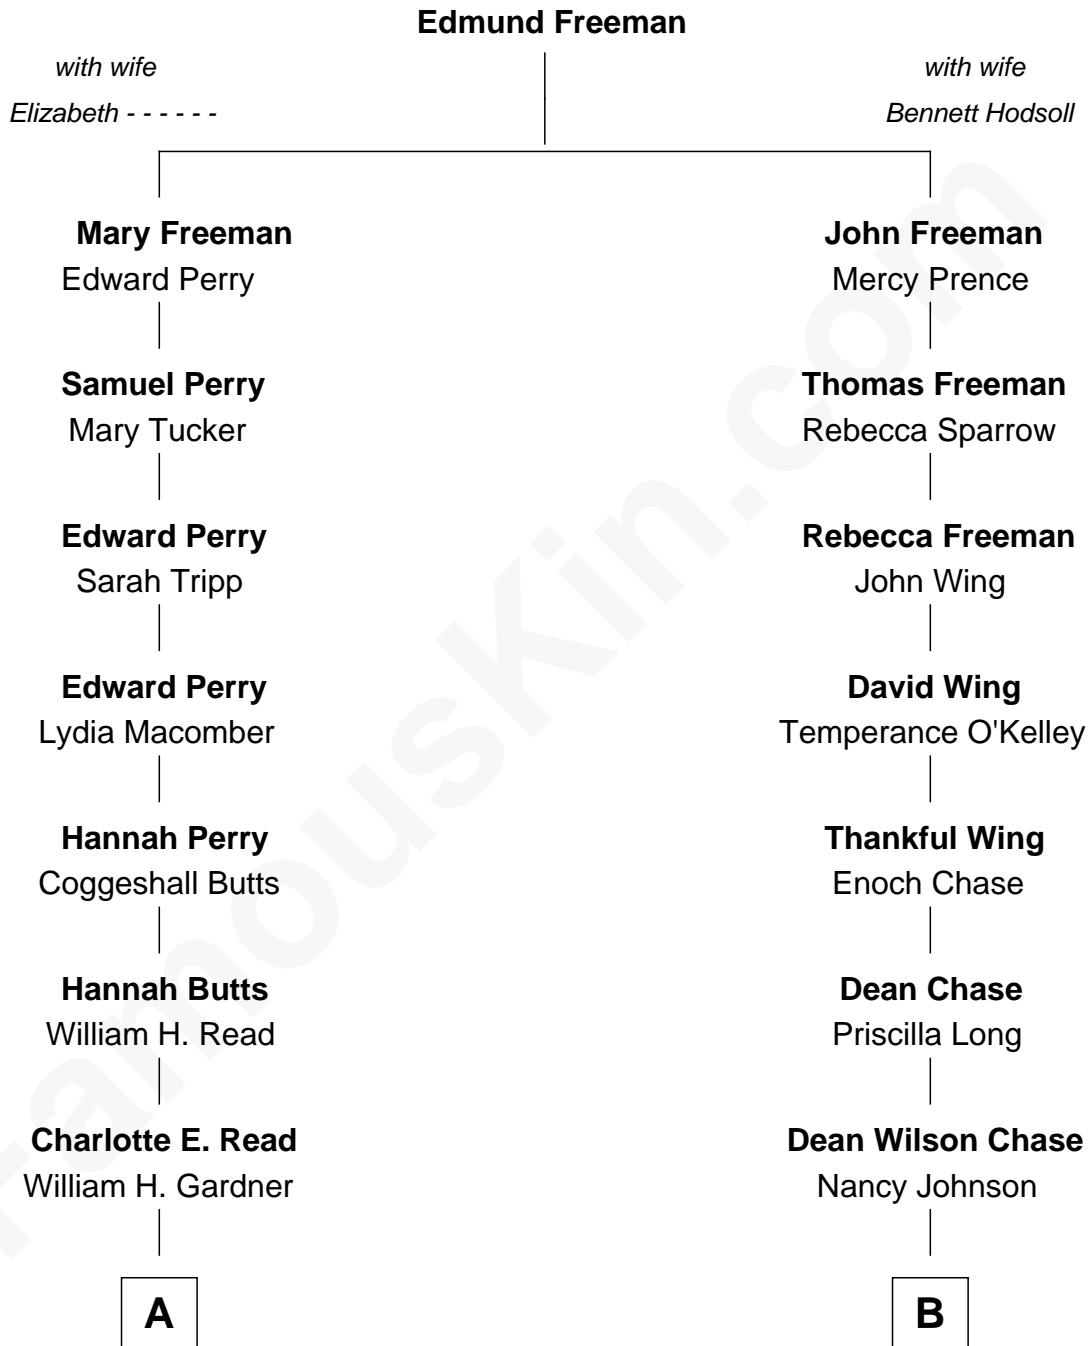 Edmund Freeman
with wife
Elizabeth - - - - - -
with wife
Bennett Hodsoll
Mary Freeman
Edward Perry
John Freeman
Mercy Prence
Samuel Perry
Mary Tucker
Thomas Freeman
Rebecca Sparrow
Edward Perry
Sarah Tripp
Rebecca Freeman
John Wing
Edward Perry
Lydia Macomber
David Wing
Temperance O'Kelley
Hannah Perry
Coggeshall Butts
Thankful Wing
Enoch Chase
Hannah Butts
William H. Read
Dean Chase
Priscilla Long
Charlotte E. Read
William H. Gardner
Dean Wilson Chase
Nancy Johnson
A
B
FamousKin.com